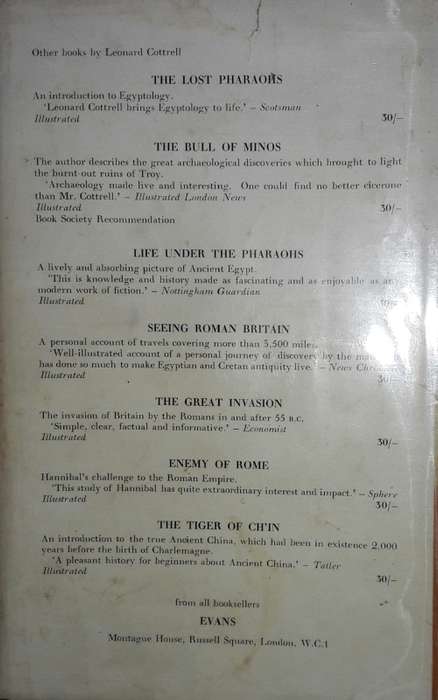 Other books by Leonard Cottrell
THE LOST PHARAOHS
An introduction to Egyptology.
'Leonard Cottrell brings Egyptology to life.' – Scotsman
Illustrated 30/–
THE BULL OF MINOS
The author describes the great archaeological discoveries which brought to light
the burnt-out ruins of Troy.
'Archaeology made live and interesting. One could find no better cicerone
than Mr. Cottrell.' – Illustrated London News
Illustrated 30/–
Book Society Recommendation
LIFE UNDER THE PHARAOHS
A lively and absorbing picture of Ancient Egypt.
'This is knowledge and history made as fascinating and as enjoyable as any
modern work of fiction.' – Nottingham Guardian
Illustrated 30/–
SEEING ROMAN BRITAIN
A personal account of travels covering more than 3,500 miles.
'Well-illustrated account of a personal journey of discovery by the
has done so much to make Egyptian and Cretan antiquity live.' – News
Illustrated 30/–
THE GREAT INVASION
The invasion of Britain by the Romans in and after 55 B.C.
'Simple, clear, factual and informative.' – Economist
Illustrated 30/–
ENEMY OF ROME
Hannibal's challenge to the Roman Empire.
'This study of Hannibal has quite extraordinary interest and impact.' – Sphere
Illustrated 30/–
THE TIGER OF CH'IN
An introduction to the true Ancient China, which had been in existence 2,000
years before the birth of Charlemagne.
'A pleasant history for beginners about Ancient China.' – Tatler
Illustrated 30/–
from all booksellers
EVANS
Montague House, Russell Square, London, W.C.1